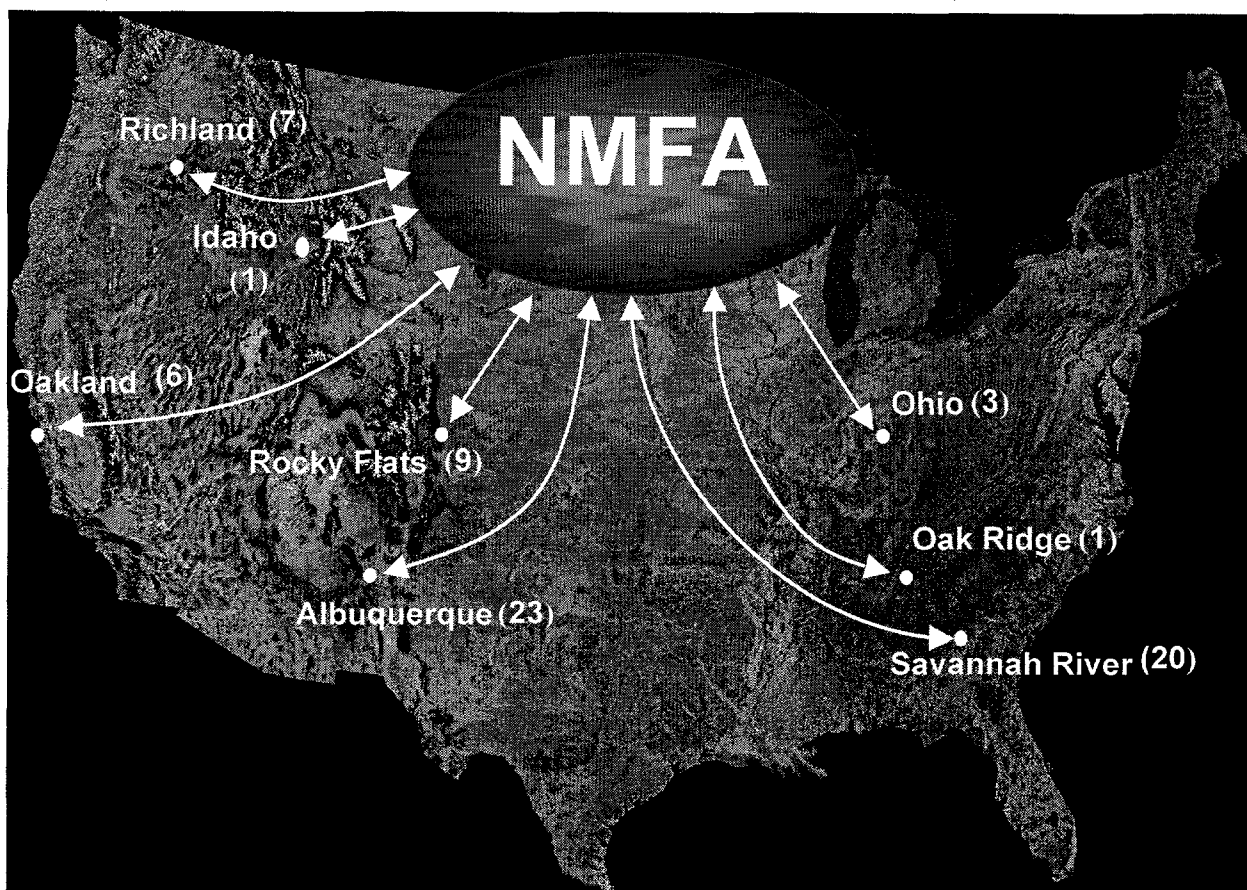 NMFA
Richland (7)
Idaho
(1)
Oakland (6)
Ohio (3)
Rocky Flats (9)
Oak Ridge (1)
Albuquerque (23)
Savannah River (20)